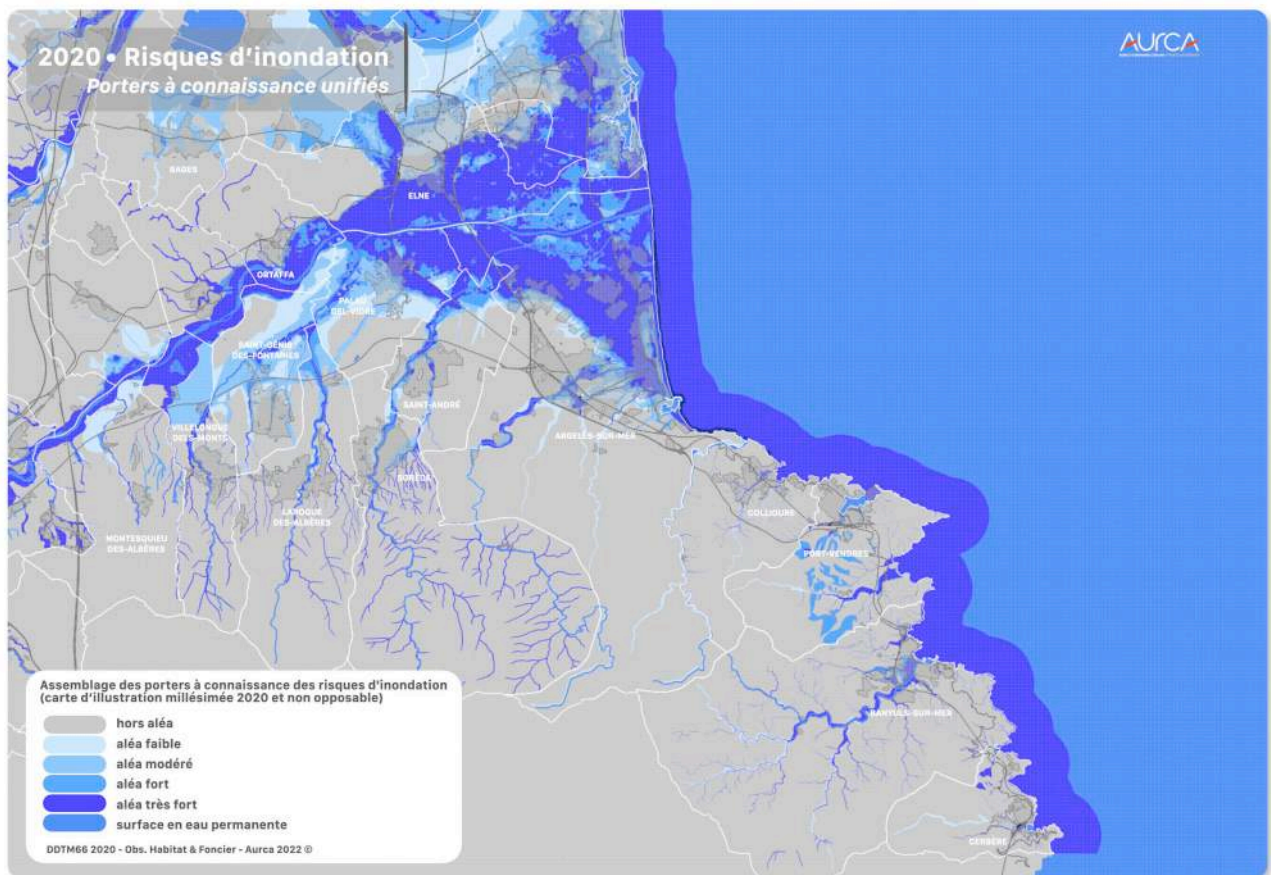 2020 • Risques d'inondation
Porters à connaissance unifiés
AURCA
BAGES
ELNE
ORTAFFA
PALAU
DEL-VIDRE
SAINT-GÉNIS
DES-FONTAINES
SAINT-ANDRÉ
VILLELONGUE
DELS-MONTS
ARGELÈS-SUR-MER
SORÈDE
LAROQUE
DES-ALBÈRES
MONTESQUIEU
DES-ALBÈRES
COLLIOURE
PORT-VENDRES
BANYULS-SUR-MER
CERBÈRE
Assemblage des porters à connaissance des risques d'inondation
(carte d'illustration millésimée 2020 et non opposable)
hors aléa
aléa faible
aléa modéré
aléa fort
aléa très fort
surface en eau permanente
DDTM66 2020 - Obs. Habitat & Foncier - Aurca 2022 ©